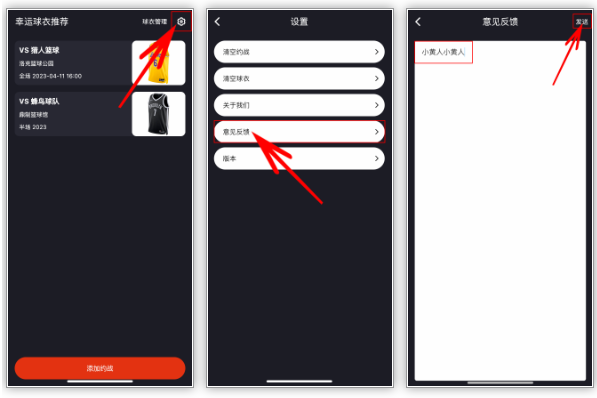 幸运球衣推荐
球衣管理
VS 猎人篮球
洛克篮球公园
全场 2023-04-11 16:00
VS 蜂鸟球队
鼎阳篮球馆
半场 2023
添加约战
设置
清空约战
清空球衣
关于我们
意见反馈
版本
意见反馈
发送
小黄人小黄人